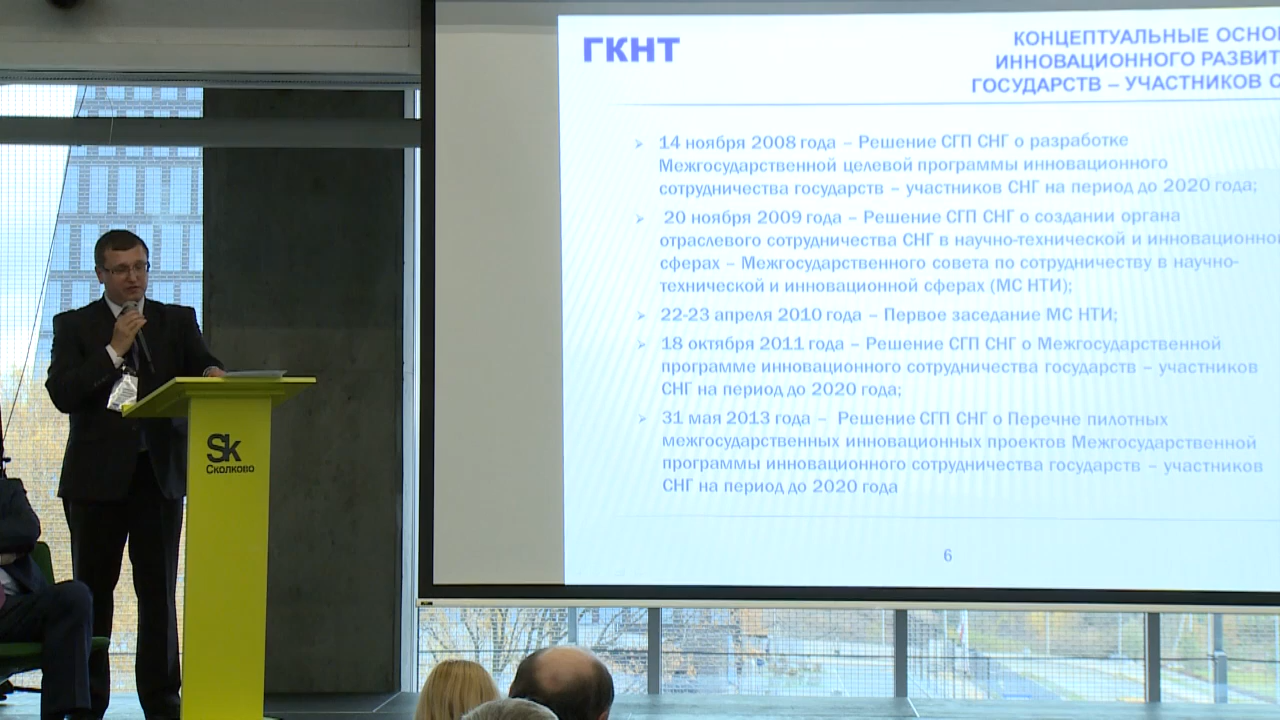 ГКНТ
КОНЦЕПТУАЛЬНЫЕ ОСНО
ИННОВАЦИОННОГО РАЗВИТ
ГОСУДАРСТВ – УЧАСТНИКОВ С
14 ноября 2008 года – Решение СГП СНГ о разработке
Межгосударственной целевой программы инновационного
сотрудничества государств – участников СНГ на период до 2020 года;
20 ноября 2009 года – Решение СГП СНГ о создании органа
отраслевого сотрудничества СНГ в научно-технической и инновационно
сферах – Межгосударственного совета по сотрудничеству в научно-
технической и инновационной сферах (МС НТИ);
22-23 апреля 2010 года – Первое заседание МС НТИ;
18 октября 2011 года – Решение СГП СНГ о Межгосударственной
программе инновационного сотрудничества государств – участников
СНГ на период до 2020 года;
31 мая 2013 года – Решение СГП СНГ о Перечне пилотных
межгосударственных инновационных проектов Межгосударственной
программы инновационного сотрудничества государств – участников
СНГ на период до 2020 года
6
Sk
Сколково